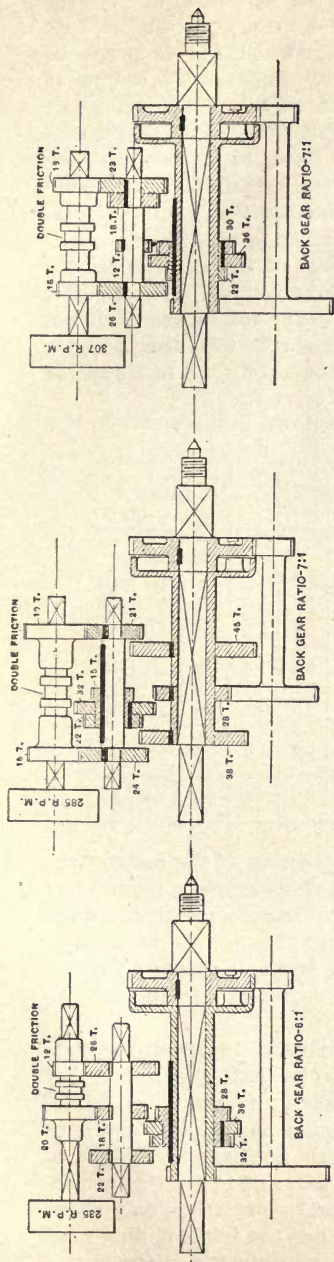 DOUBLE FRICTION
19 T.
16 T.
307 R.P.M.
23 T.
18. T.
12 T.
26 T.
30 T.
36 T.
22 T.
BACK GEAR RATIO-7:1
DOUBLE FRICTION
19 T.
16 T.
285 R.P.M.
22 T.
32 T.
15 T.
21 T.
24 T.
45 T.
28 T.
38 T.
BACK GEAR RATIO-7:1
DOUBLE FRICTION
12 T.
20 T.
235 R.P.M.
26 T.
18 T.
22 T.
28 T.
36 T.
32 T.
BACK GEAR RATIO-6:1